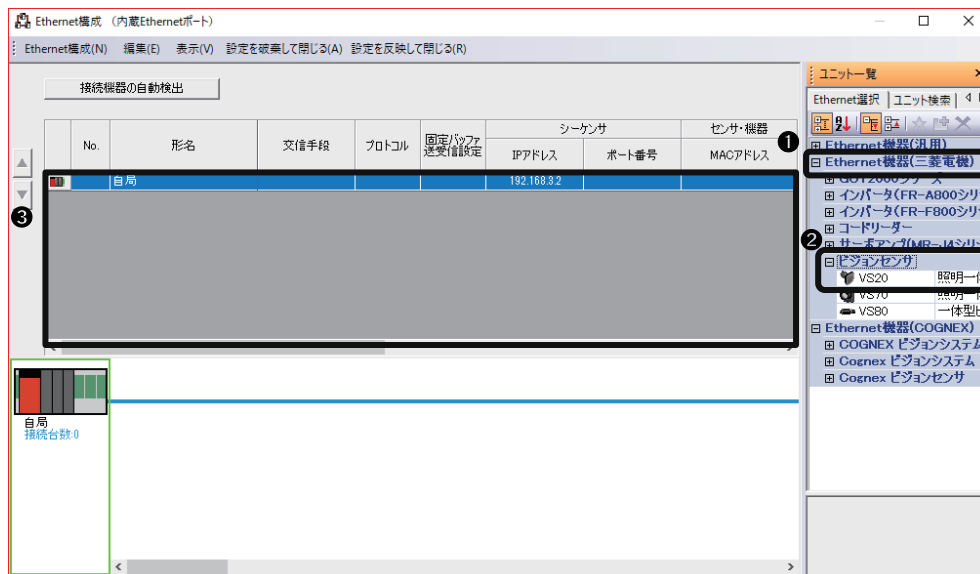 Ethernet構成 （内蔵Ethernetポート）
Ethernet構成(N) 編集(E) 表示(V) 設定を破棄して閉じる(A) 設定を反映して閉じる(R)
接続機器の自動検出
No. 形名 交信手段 プロトコル 固定バッファ送受信設定 シーケンサ センサ・機器
IPアドレス ポート番号 MACアドレス
自局 192.168.3.2
自局
接続台数:0
ユニット一覧
Ethernet選択 ユニット検索
Ethernet機器(汎用)
❶ Ethernet機器(三菱電機)
GOT2000シリーズ
インバータ(FR-A800シリ
インバータ(FR-F800シリ
コードリーダー
サーボアンプ(MR-J4シリ
❷ ビジョンセンサ
VS20 照明一体
VS70 照明一体
VS80 一体型ビ
Ethernet機器(COGNEX)
COGNEX ビジョンシステム
Cognex ビジョンシステム
Cognex ビジョンセンサ
❸